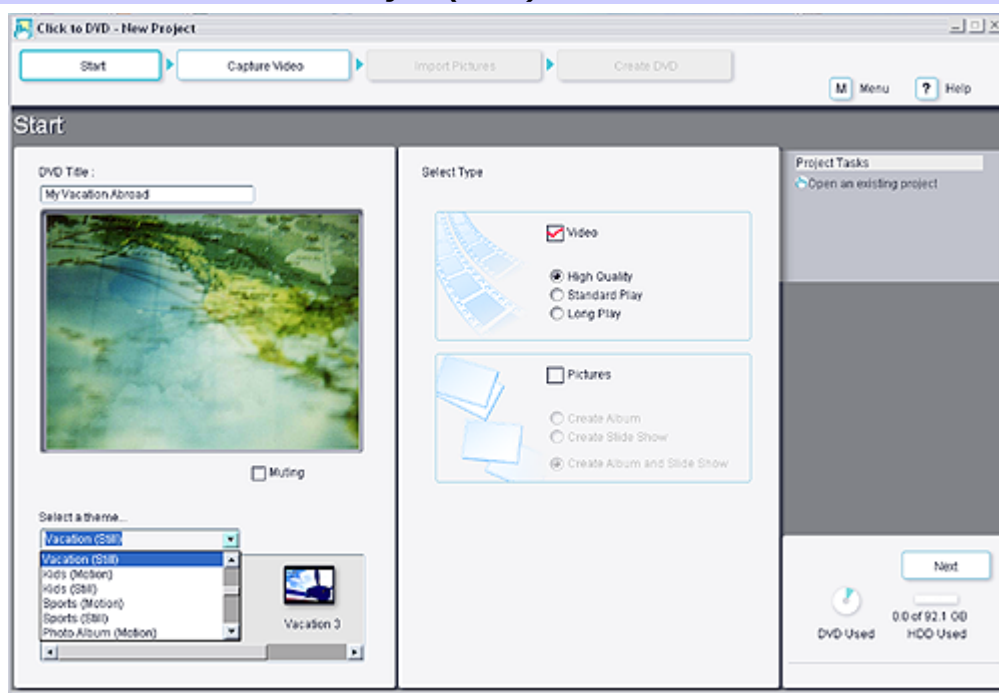 Click to DVD - New Project
Start
Capture Video
Import Pictures
Create DVD
M Menu
? Help
Start
DVD Title :
My Vacation Abroad
Muting
Select a theme...
Vacation (Still)
Vacation (Still)
Kids (Motion)
Kids (Still)
Sports (Motion)
Sports (Still)
Photo Album (Motion)
Vacation 3
Select Type
Video
High Quality
Standard Play
Long Play
Pictures
Create Album
Create Slide Show
Create Album and Slide Show
Project Tasks
Open an existing project
Next
DVD Used
0.0 of 92.1 GB
HDD Used